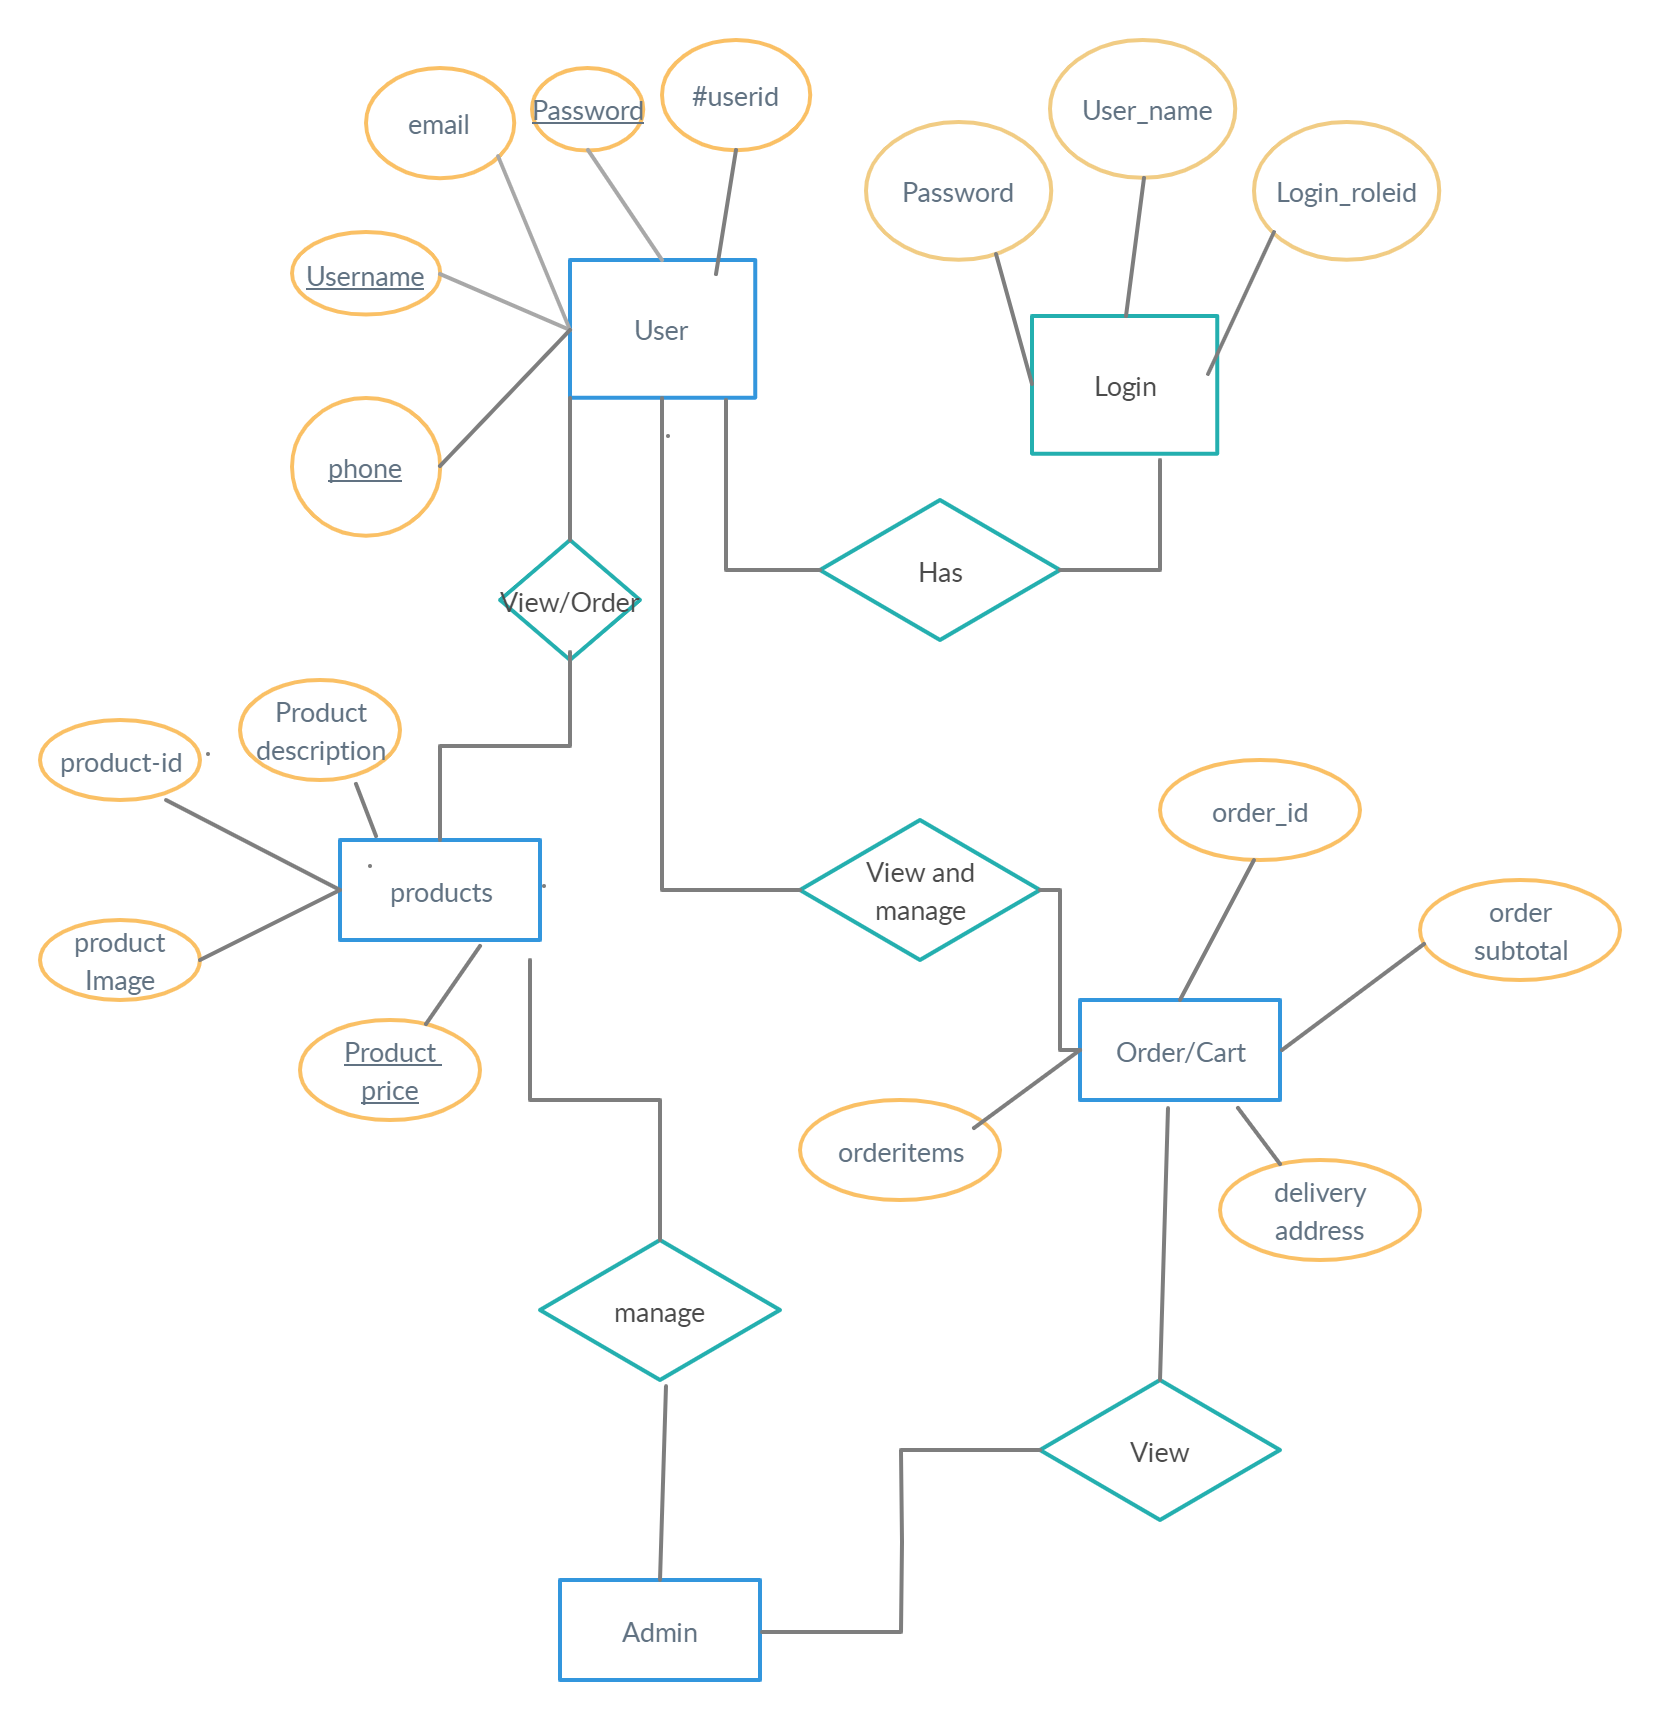 #userid
email
Password
User_name
Password
Login_roleid
Username
User
Login
phone
Has
View/Order
Product
description
product-id
order_id
View and
manage
products
order
subtotal
product
Image
Product
price
Order/Cart
orderitems
delivery
address
manage
View
Admin